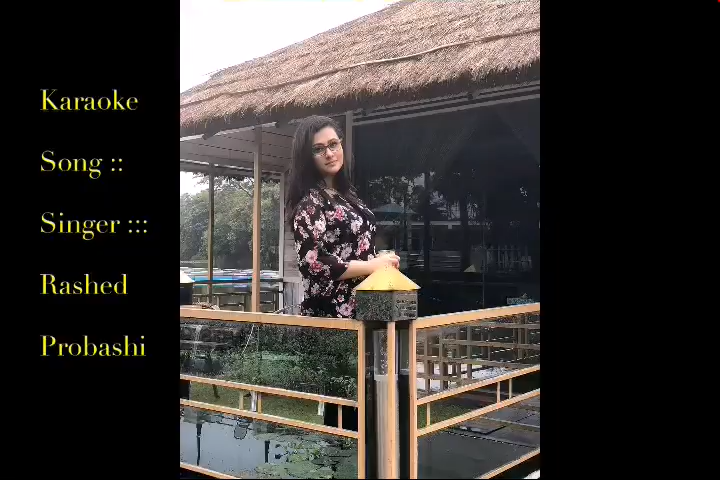 Karaoke
Song ::
Singer :::
Rashed
Probashi